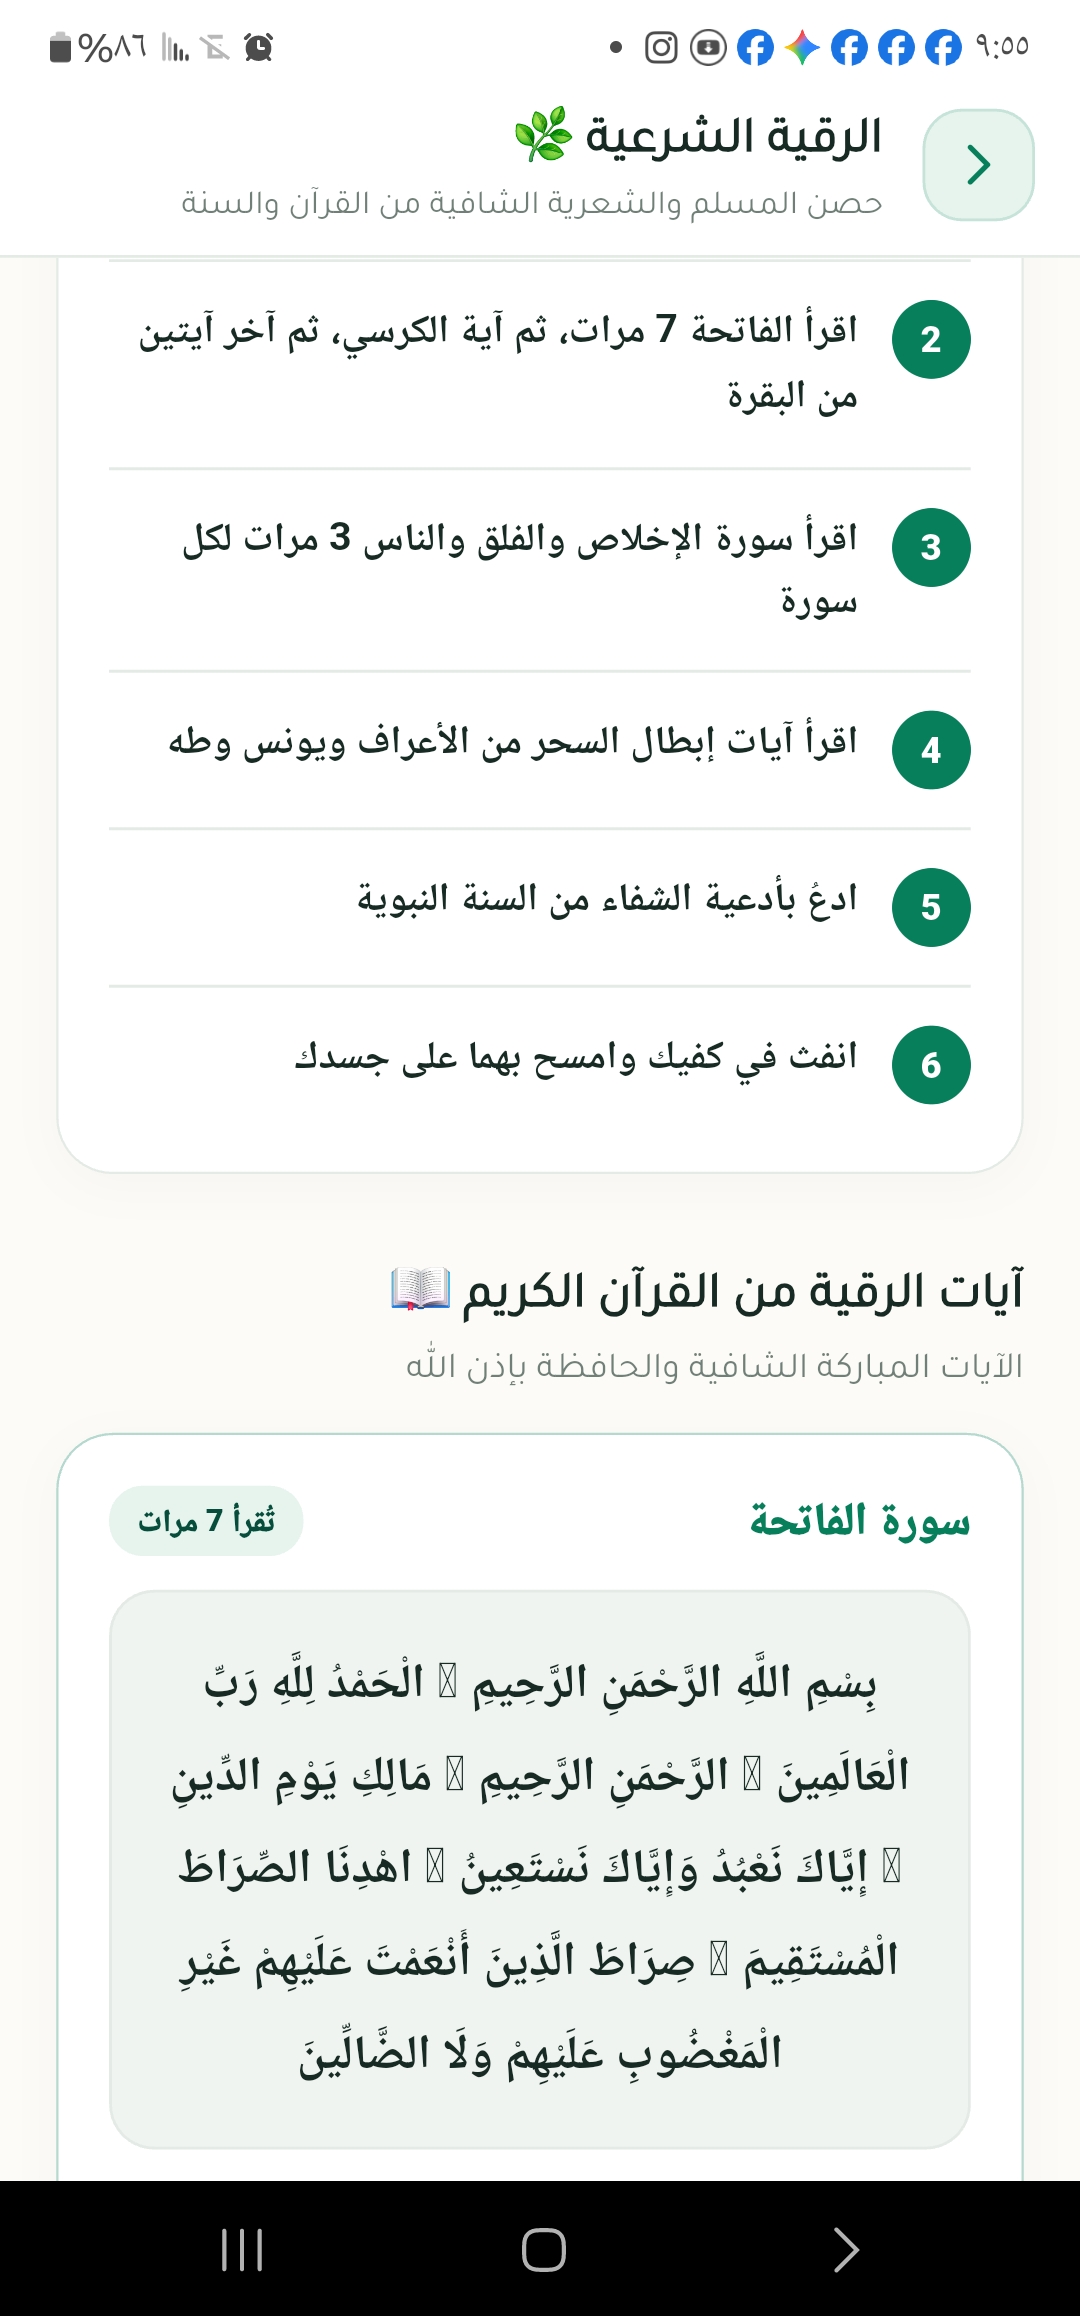 ٩:٥٥
%٨٦
الرقية الشرعية 🌿
حصن المسلم والشعرية الشافية من القرآن والسنة
2
اقرأ الفاتحة 7 مرات، ثم آية الكرسي، ثم آخر آيتين
من البقرة
3
اقرأ سورة الإخلاص والفلق والناس 3 مرات لكل
سورة
4
اقرأ آيات إبطال السحر من الأعراف ويونس وطه
5
ادعُ بأدعية الشفاء من السنة النبوية
6
انفث في كفيك وامسح بهما على جسدك
آيات الرقية من القرآن الكريم 📖
الآيات المباركة الشافية والحافظة بإذن الله
سورة الفاتحة
تُقرأ 7 مرات
بِسْمِ اللَّهِ الرَّحْمَنِ الرَّحِيمِ الْحَمْدُ لِلَّهِ رَبِّ
الْعَالَمِينَ الرَّحْمَنِ الرَّحِيمِ مَالِكِ يَوْمِ الدِّينِ
إِيَّاكَ نَعْبُدُ وَإِيَّاكَ نَسْتَعِينُ اهْدِنَا الصِّرَاطَ
الْمُسْتَقِيمَ صِرَاطَ الَّذِينَ أَنْعَمْتَ عَلَيْهِمْ غَيْرِ
الْمَغْضُوبِ عَلَيْهِمْ وَلَا الضَّالِّينَ